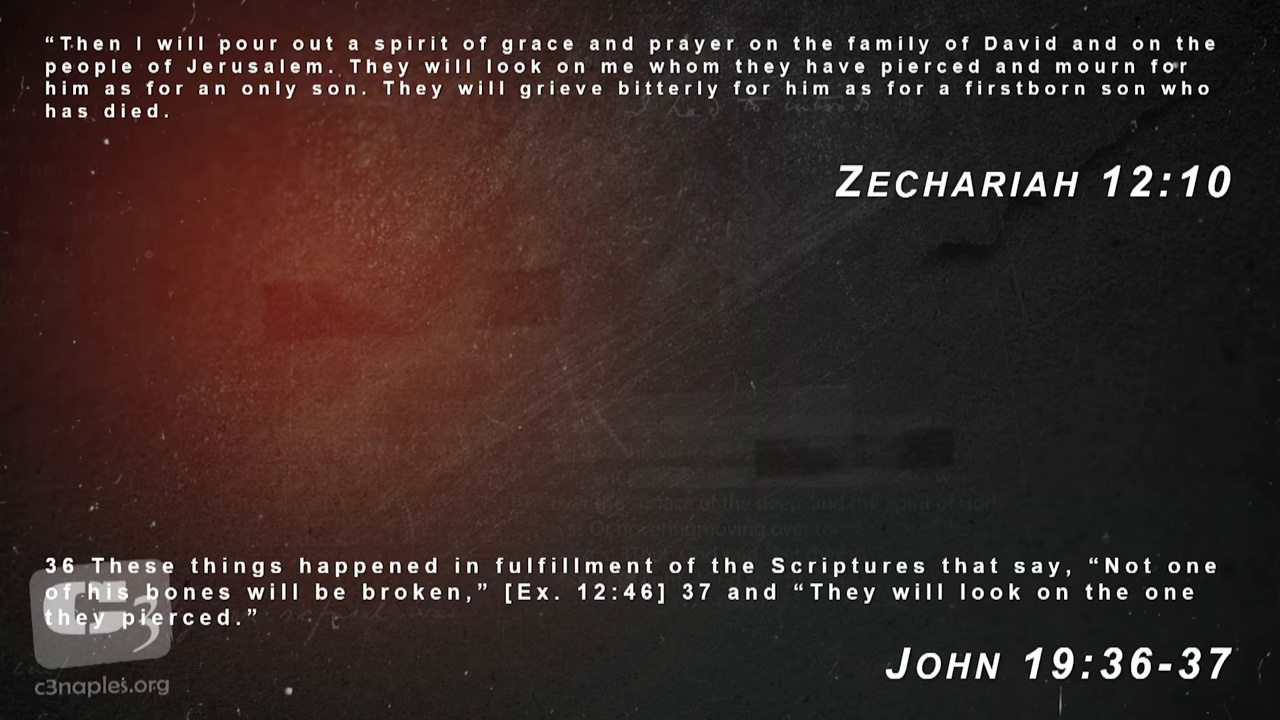 “Then I will pour out a spirit of grace and prayer on the family of David and on the
people of Jerusalem. They will look on me whom they have pierced and mourn for
him as for an only son. They will grieve bitterly for him as for a firstborn son who
has died.
ZECHARIAH 12:10
36 These things happened in fulfillment of the Scriptures that say, “Not one
of his bones will be broken,” [Ex. 12:46] 37 and “They will look on the one
they pierced.”
JOHN 19:36-37
C3
c3naples.org